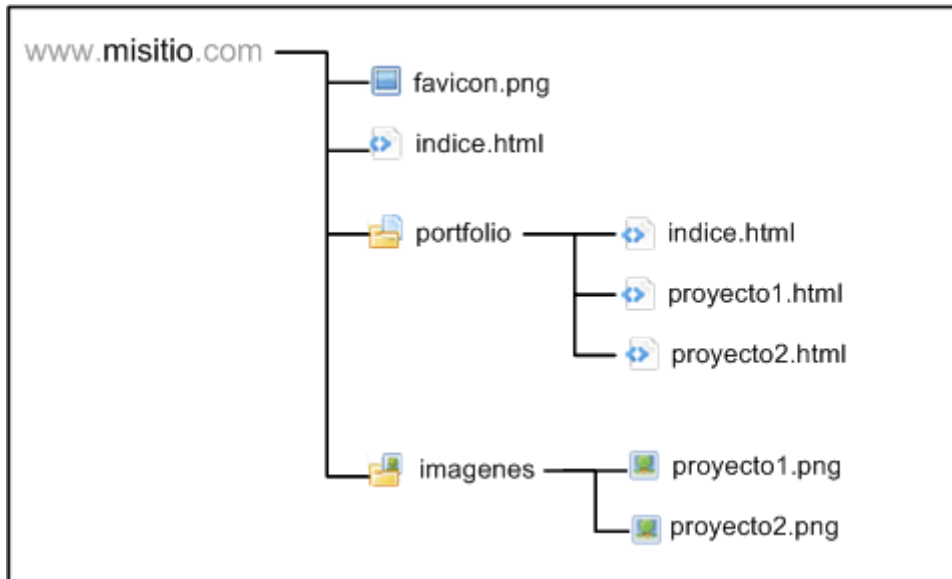 www.misitio.com
favicon.png
indice.html
portfolio
indice.html
proyecto1.html
proyecto2.html
imagenes
proyecto1.png
proyecto2.png